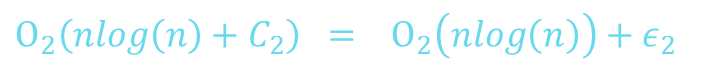 O₂(nlog(n) + C₂) = O₂(nlog(n)) + ϵ₂